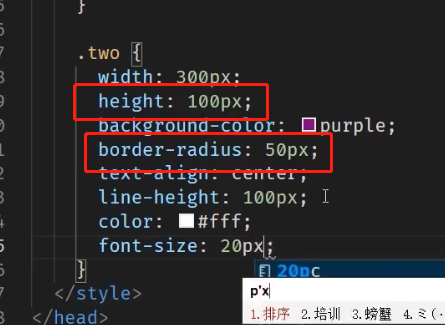 }
.two {
width: 300px;
height: 100px;
background-color: purple;
border-radius: 50px;
text-align: center;
line-height: 100px;
color: #fff;
font-size: 20px;
}
20pc
</style>
p'x
</head>
1.排序 2.培训 3.螃蟹 4.ミ(·